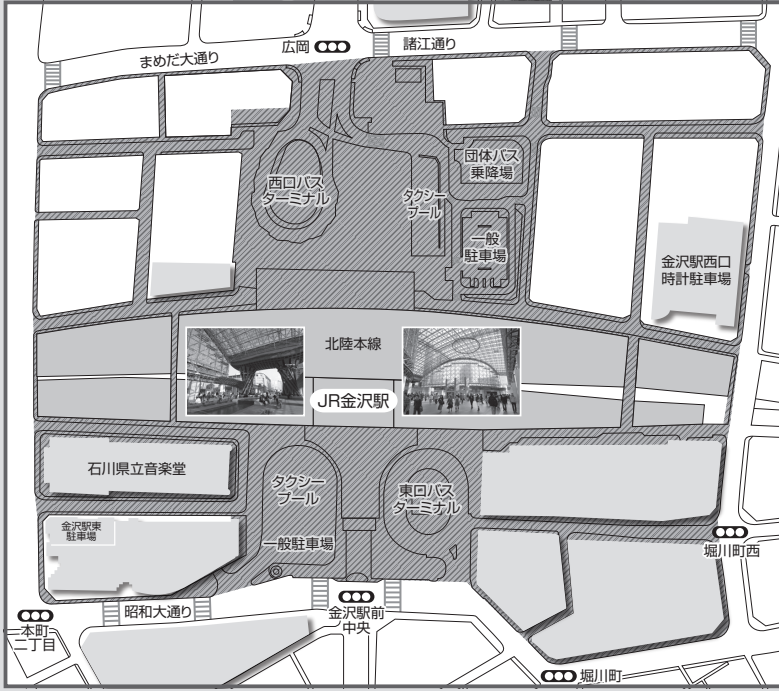 広岡
諸江通り
まめだ大通り
団体バス
乗降場
西口バス
ターミナル
タクシー
プール
一般
駐車場
金沢駅西口
時計駐車場
北陸本線
JR金沢駅
石川県立音楽堂
タクシー
プール
東口バス
ターミナル
金沢駅東
駐車場
一般駐車場
堀川町西
昭和大通り
金沢駅前
中央
本町
二丁目
堀川町